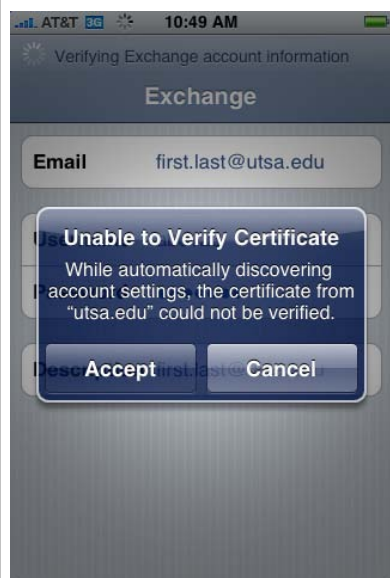 AT&T 3G 10:49 AM
Verifying Exchange account information
Exchange
Email first.last@utsa.edu
Unable to Verify Certificate
While automatically discovering
account settings, the certificate from
“utsa.edu” could not be verified.
Accept Cancel